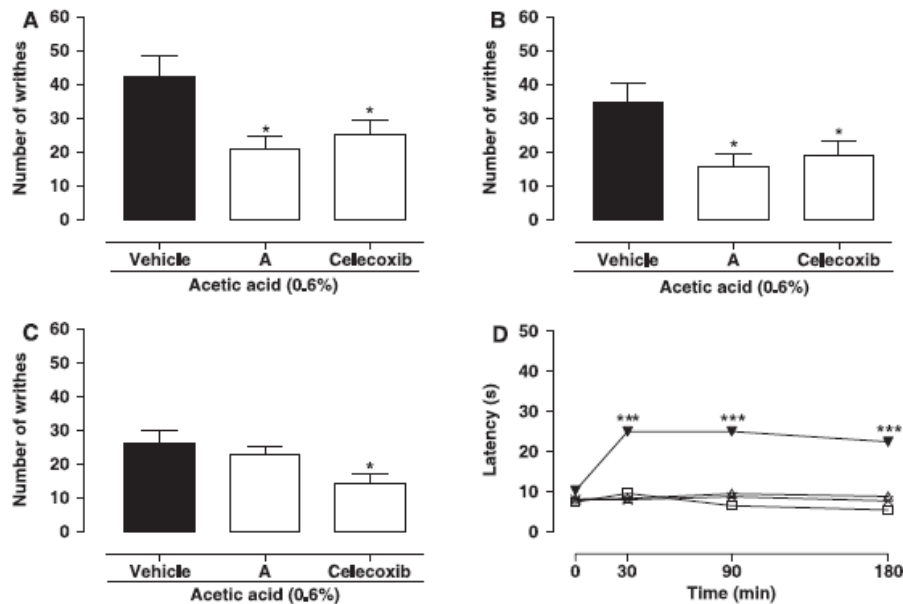 A
Number of writhes
60
50
40
30
20
10
0
* *
Vehicle A Celecoxib
Acetic acid (0.6%)
B
Number of writhes
60
50
40
30
20
10
0
* *
Vehicle A Celecoxib
Acetic acid (0.6%)
C
Number of writhes
60
50
40
30
20
10
0
*
Vehicle A Celecoxib
Acetic acid (0.6%)
D
Latency (s)
50
40
30
20
10
0
*** *** ***
0 30 90 180
Time (min)